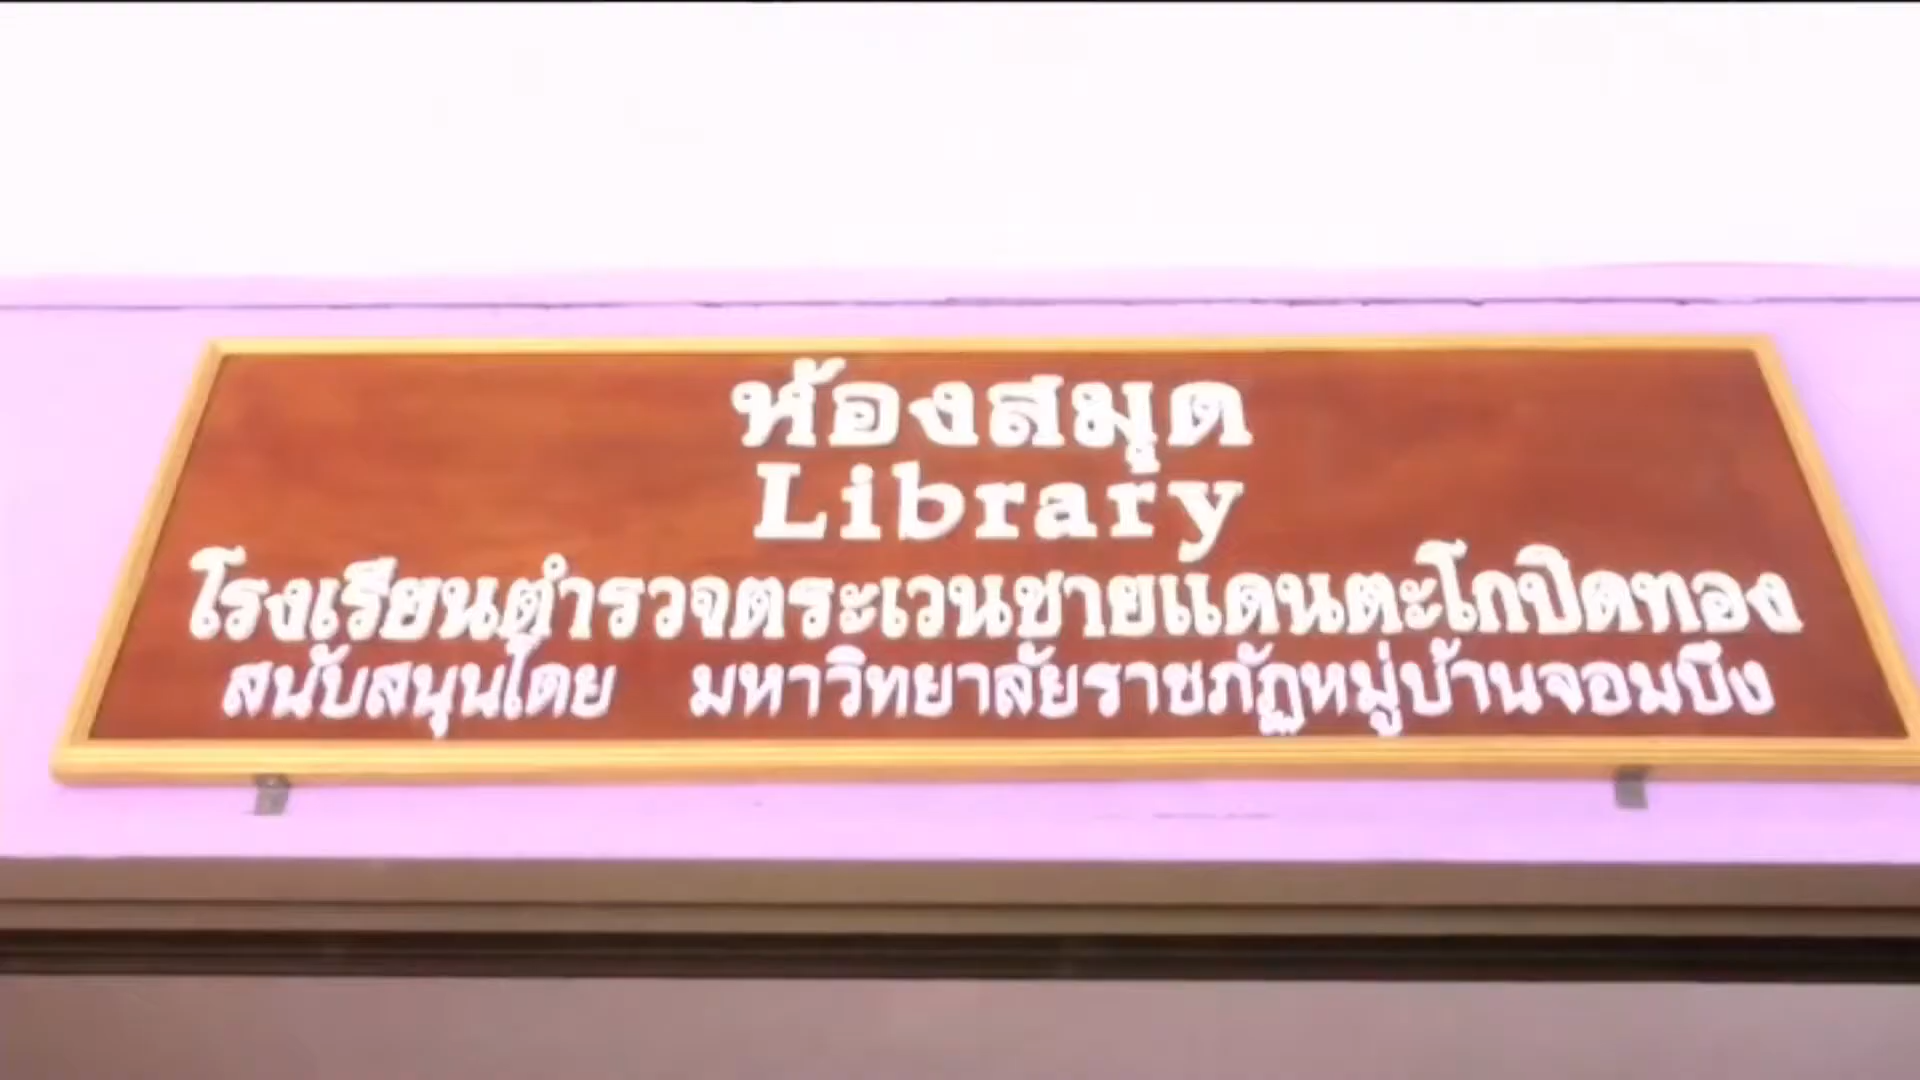 ห้องสมุด
Library
โรงเรียนตำรวจตระเวนชายแดนตะโกปิดทอง
สนับสนุนโดย มหาวิทยาลัยราชภัฏหมู่บ้านจอมบึง